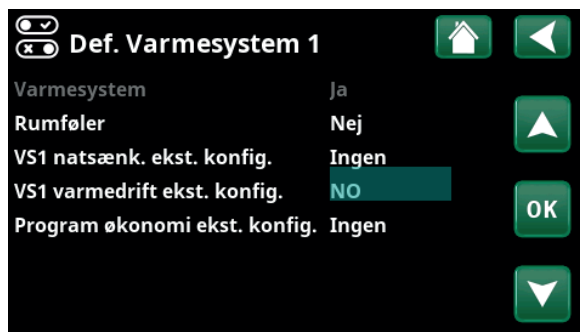 Def. Varmesystem 1
Varmesystem Ja
Rumføler Nej
VS1 natsænk. ekst. konfig. Ingen
VS1 varmedrift ekst. konfig. NO
Program økonomi ekst. konfig. Ingen
OK